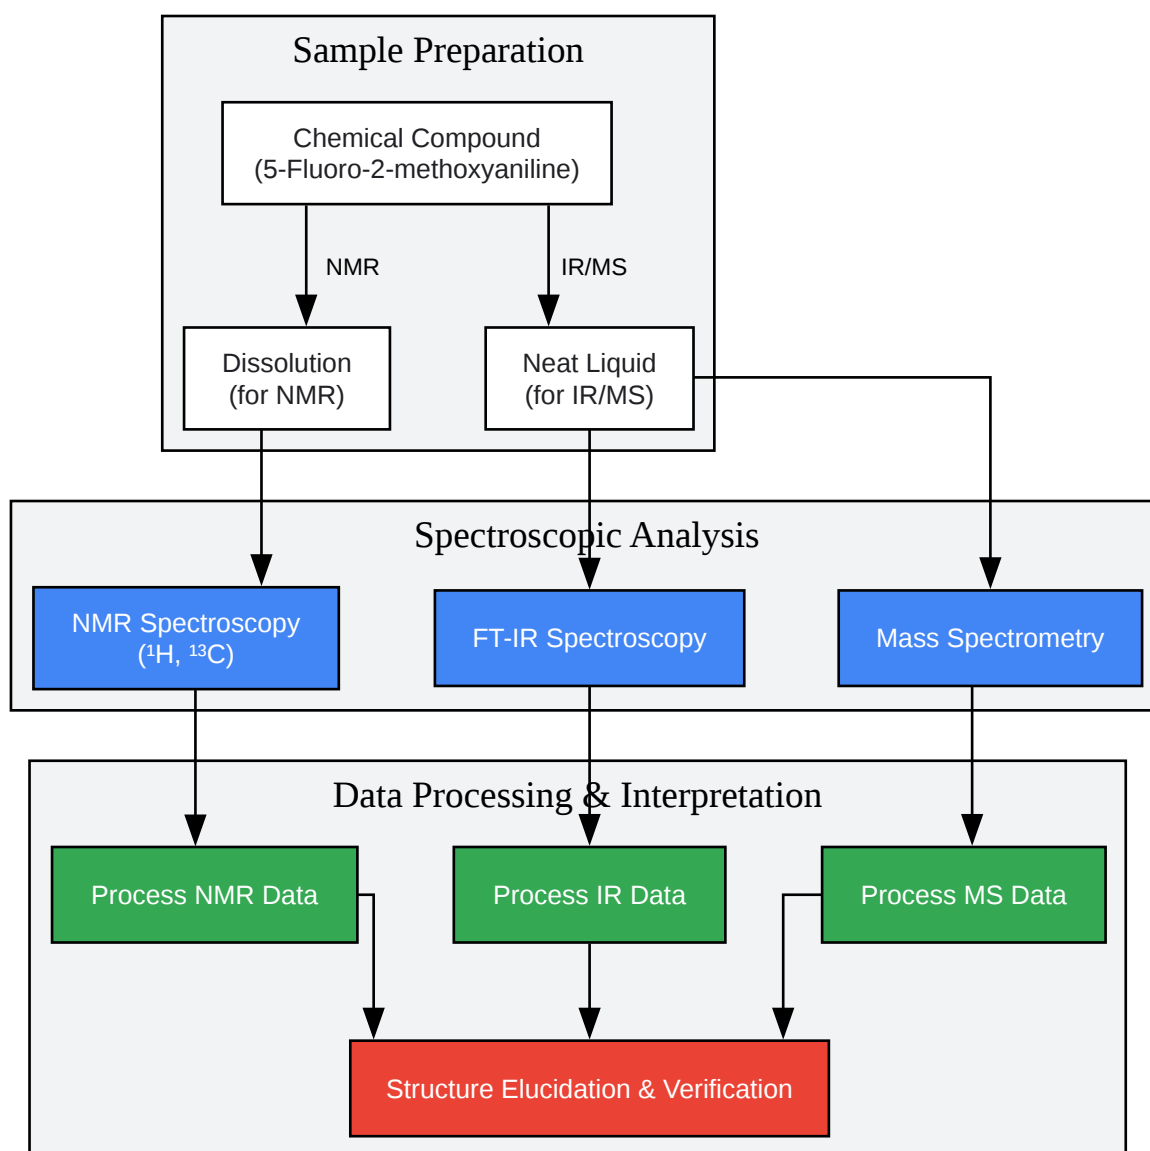 Sample Preparation
Chemical Compound
(5-Fluoro-2-methoxyaniline)
NMR
IR/MS
Dissolution
(for NMR)
Neat Liquid
(for IR/MS)
Spectroscopic Analysis
NMR Spectroscopy
(¹H, ¹³C)
FT-IR Spectroscopy
Mass Spectrometry
Data Processing & Interpretation
Process NMR Data
Process IR Data
Process MS Data
Structure Elucidation & Verification